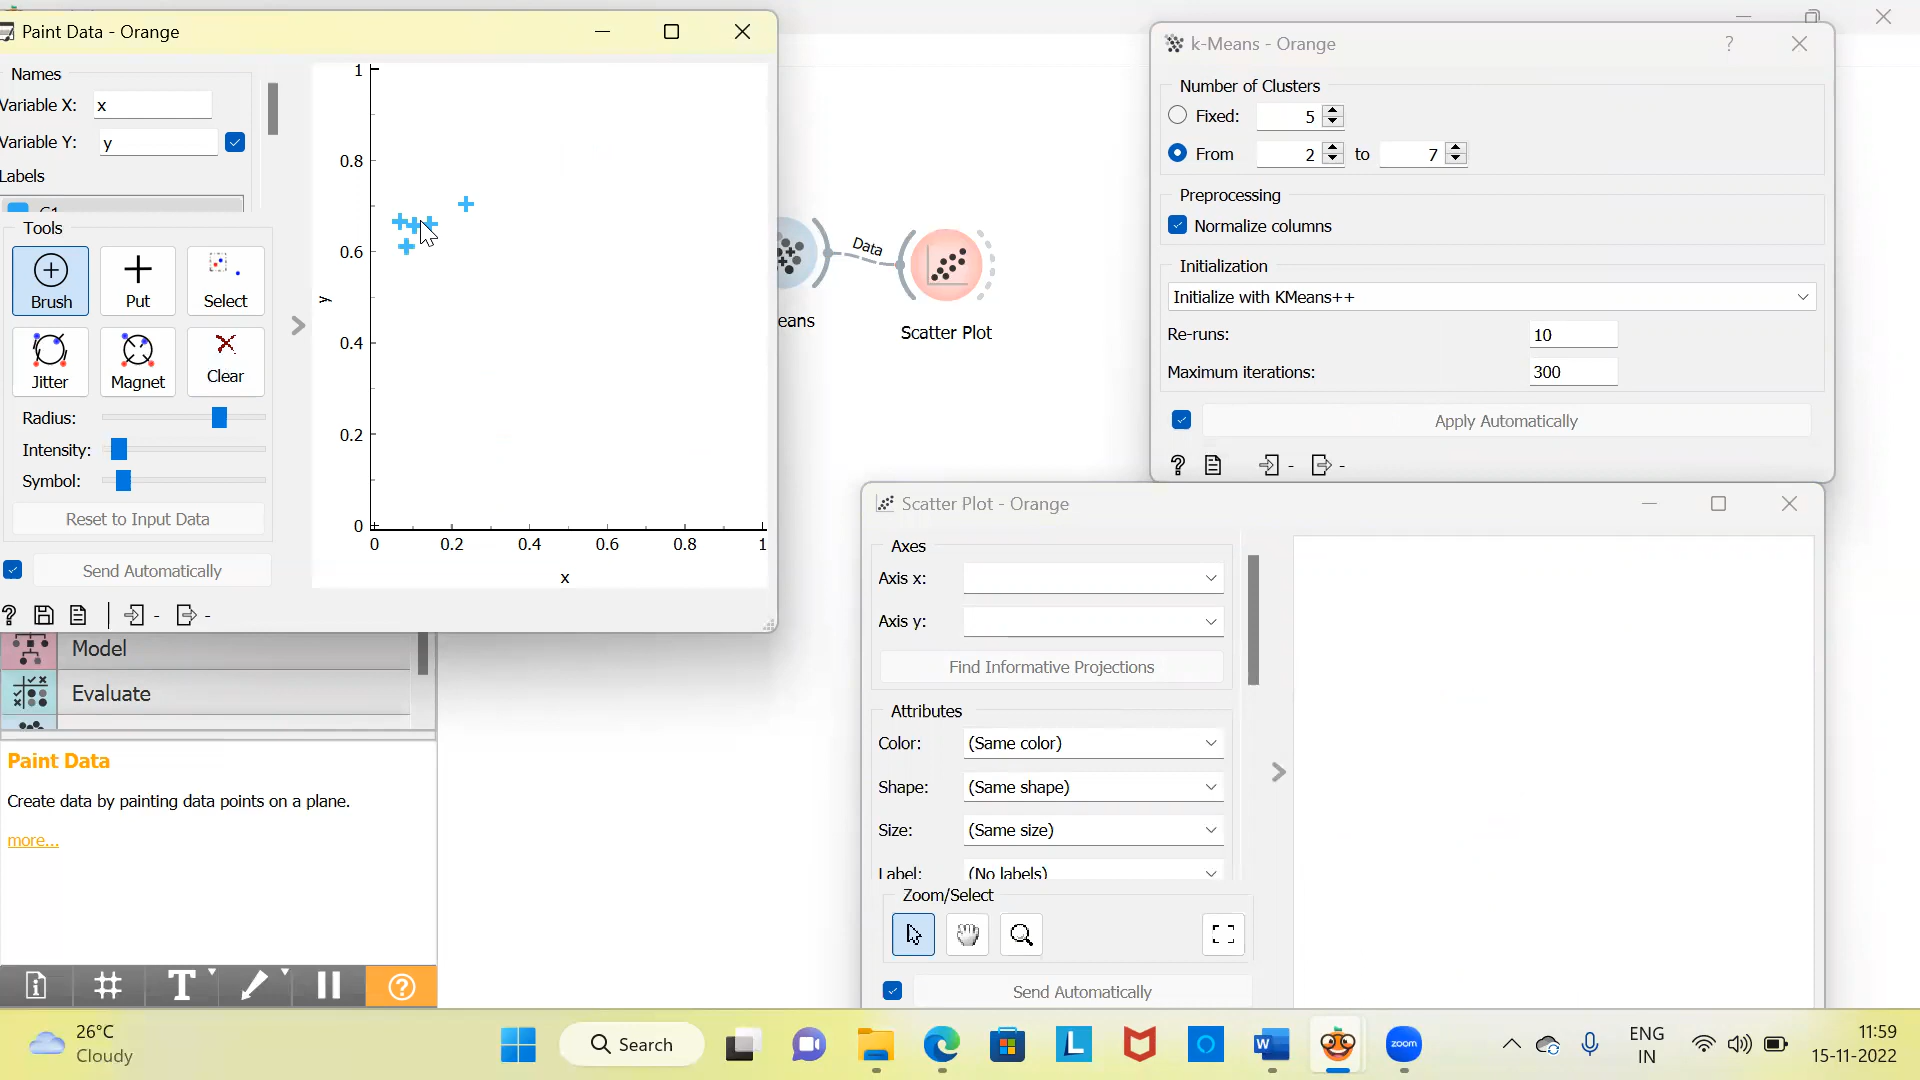 Paint Data - Orange
Names
Variable X: x
Variable Y: y
Labels
C1
Tools
Brush
Put
Select
Jitter
Magnet
Clear
Radius:
Intensity:
Symbol:
Reset to Input Data
Send Automatically
? - -
1
0.8
0.6
0.4
0.2
0
y
0 0.2 0.4 0.6 0.8 1
x
Data
eans
Scatter Plot
k-Means - Orange ?
Number of Clusters
Fixed: 5
From 2 to 7
Preprocessing
Normalize columns
Initialization
Initialize with KMeans++
Re-runs: 10
Maximum iterations: 300
Apply Automatically
? - -
Scatter Plot - Orange
Axes
Axis x:
Axis y:
Find Informative Projections
Attributes
Color: (Same color)
Shape: (Same shape)
Size: (Same size)
Label: (No labels)
Zoom/Select
Send Automatically
Model
Evaluate
Paint Data
Create data by painting data points on a plane.
more...
26°C
Cloudy
Search
zoom
ENG
IN
11:59
15-11-2022